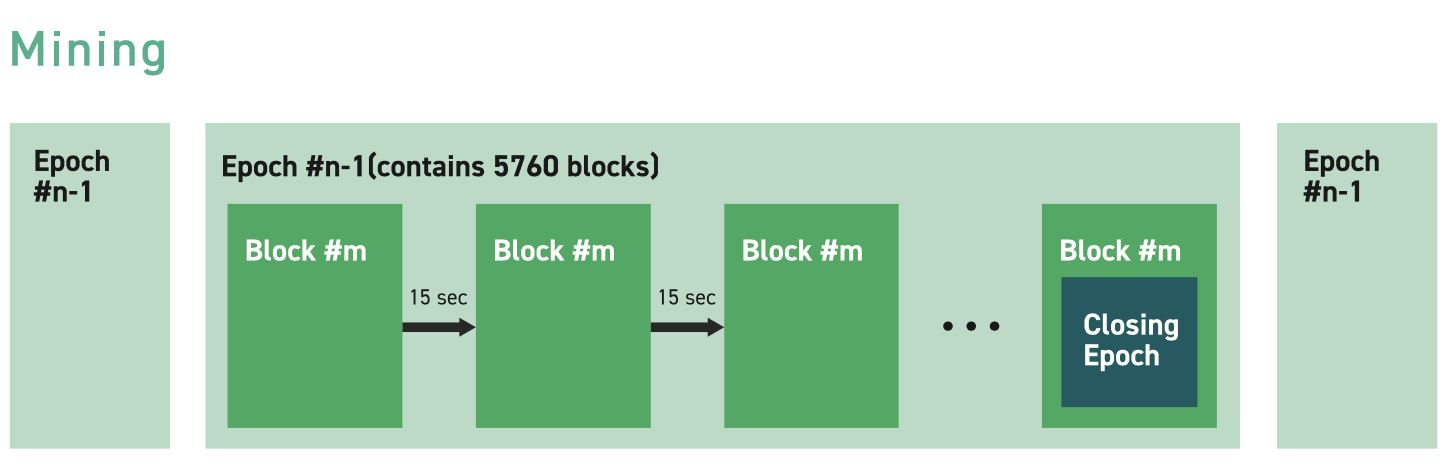 Mining
Epoch
#n-1
Epoch #n-1(contains 5760 blocks)
Block #m
15 sec
Block #m
15 sec
Block #m
Block #m
Closing
Epoch
Epoch
#n-1